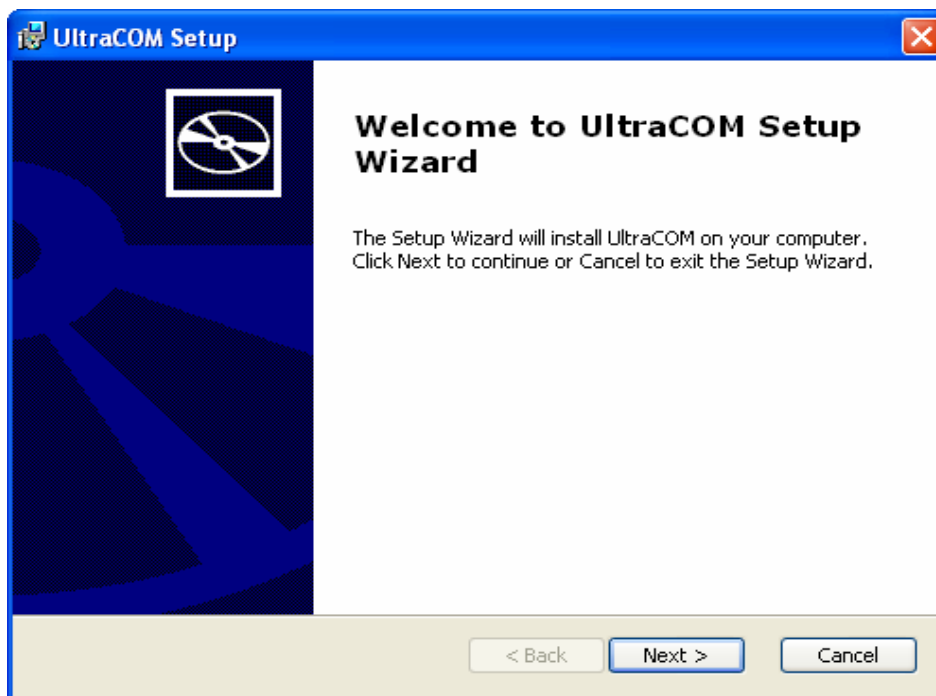 UltraCOM Setup
Welcome to UltraCOM Setup
Wizard
The Setup Wizard will install UltraCOM on your computer.
Click Next to continue or Cancel to exit the Setup Wizard.
< Back
Next >
Cancel